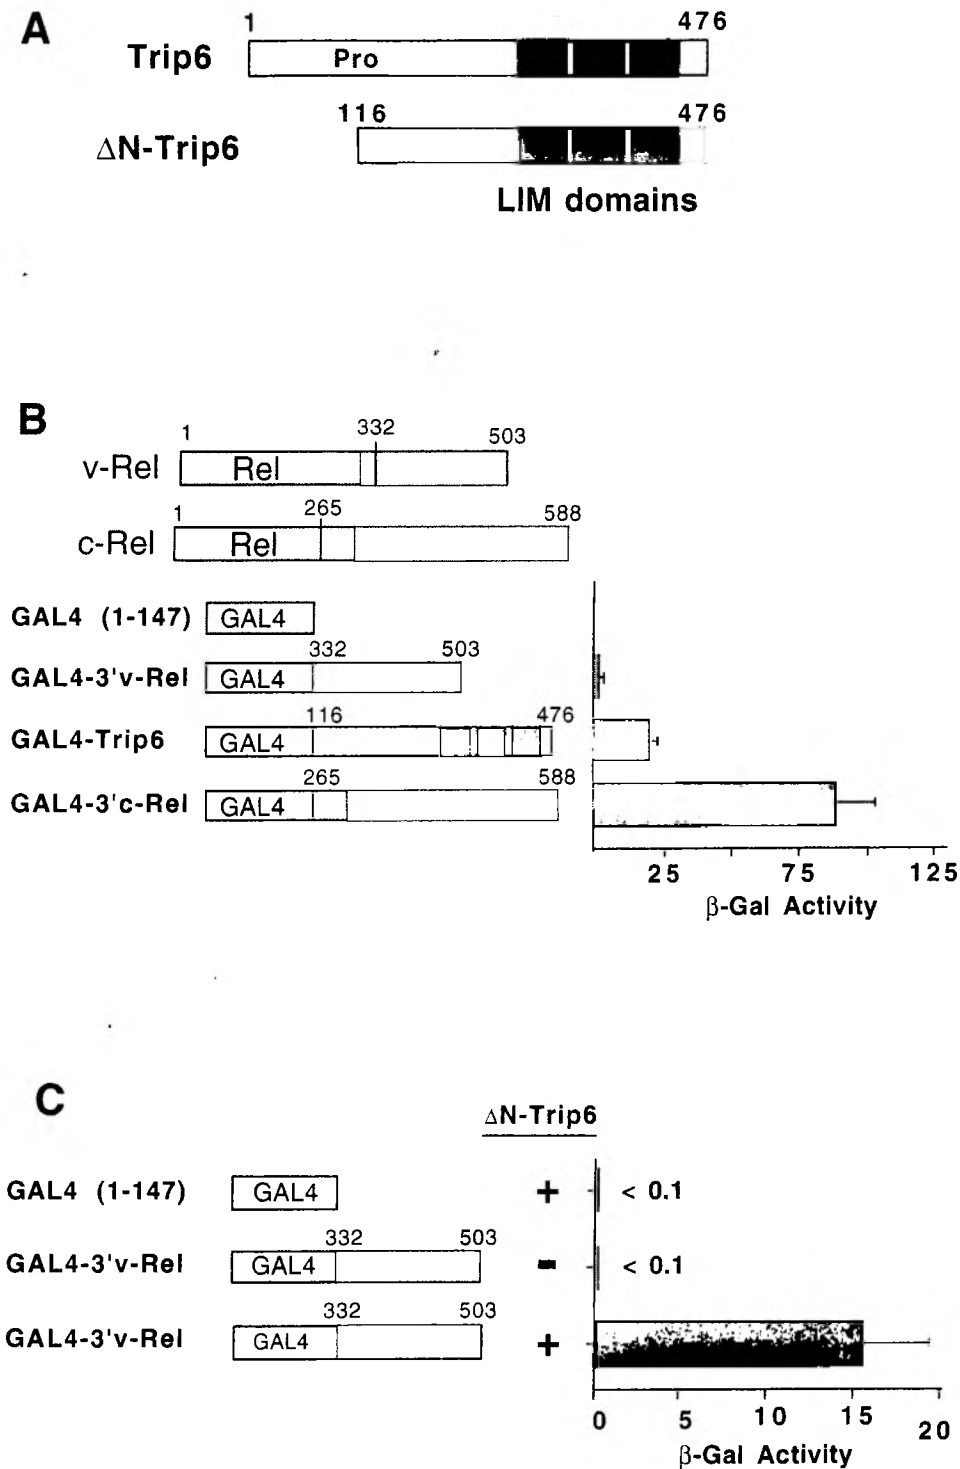 A
1 476
Trip6 Pro
116 476
ΔN-Trip6
LIM domains
B
1 332 503
v-Rel Rel
1 265 588
c-Rel Rel
GAL4 (1-147) GAL4
332 503
GAL4-3'v-Rel GAL4
116 476
GAL4-Trip6 GAL4
265 588
GAL4-3'c-Rel GAL4
25 75 125
β-Gal Activity
C
ΔN-Trip6
GAL4 (1-147) GAL4 + < 0.1
332 503
GAL4-3'v-Rel GAL4 - < 0.1
332 503
GAL4-3'v-Rel GAL4 +
0 5 10 15 20
β-Gal Activity